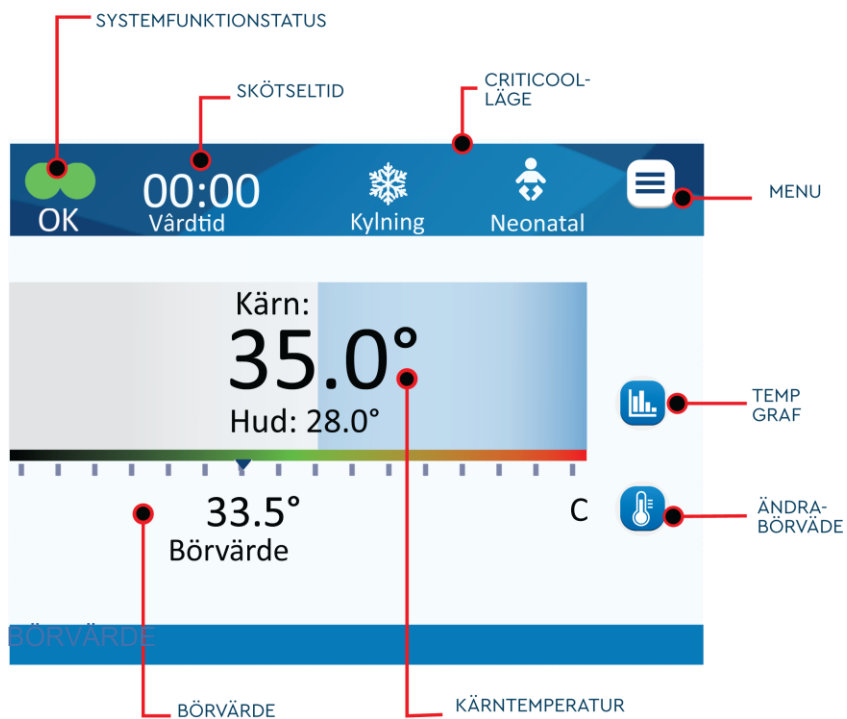 SYSTEMFUNKTIONSTATUS
SKÖTSELTID
CRITICOOL-
LÄGE
OK
00:00
Vârdtid
Kylning
Neonatal
MENU
Kärn:
35.0°
Hud: 28.0°
TEMP
GRAF
33.5°
Börvärde
C
ÄNDRA-
BÖRVÄDE
BÖRVÄRDE
BÖRVÄRDE
KÄRNTEMPERATUR